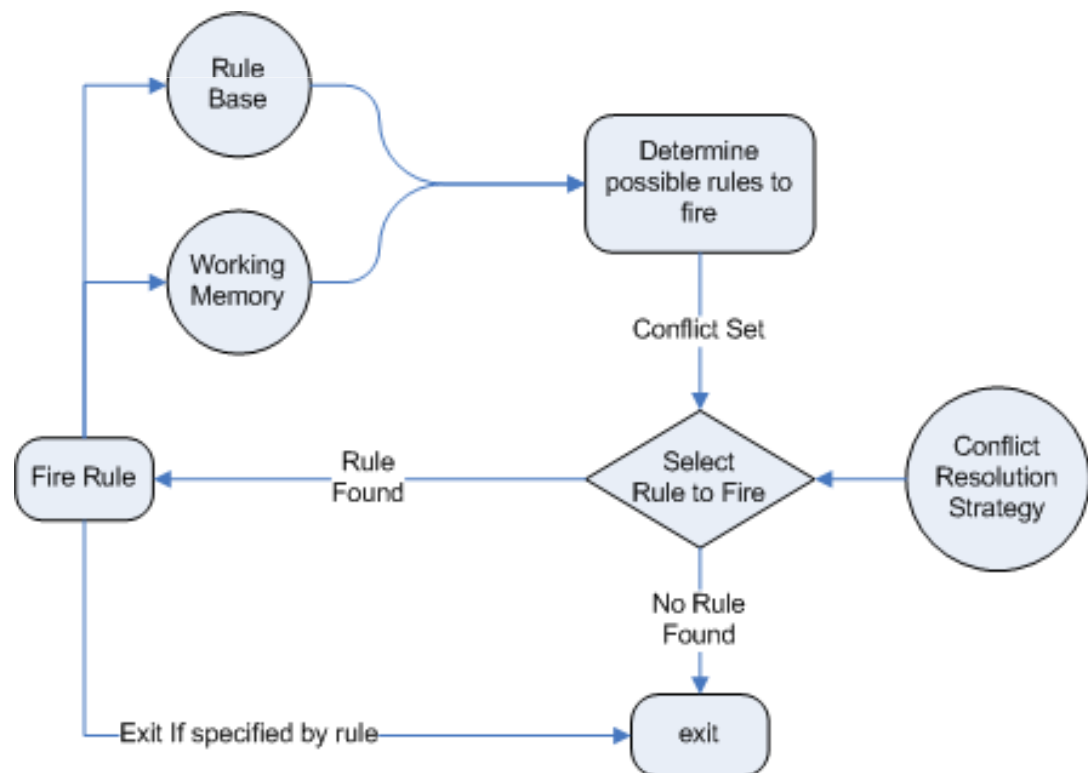 Rule
Base
Determine
possible rules to
fire
Working
Memory
Conflict Set
Conflict
Resolution
Strategy
Select
Rule to Fire
Rule
Found
Fire Rule
No Rule
Found
Exit If specified by rule
exit